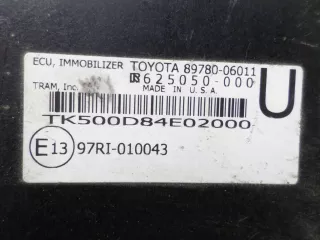 ECU, IMMOBILIZER TOYOTA 89780-06011
625050-000
TRAM, Inc. MADE IN U.S.A.
U
TK500D84E02000
E13 97RI-010043